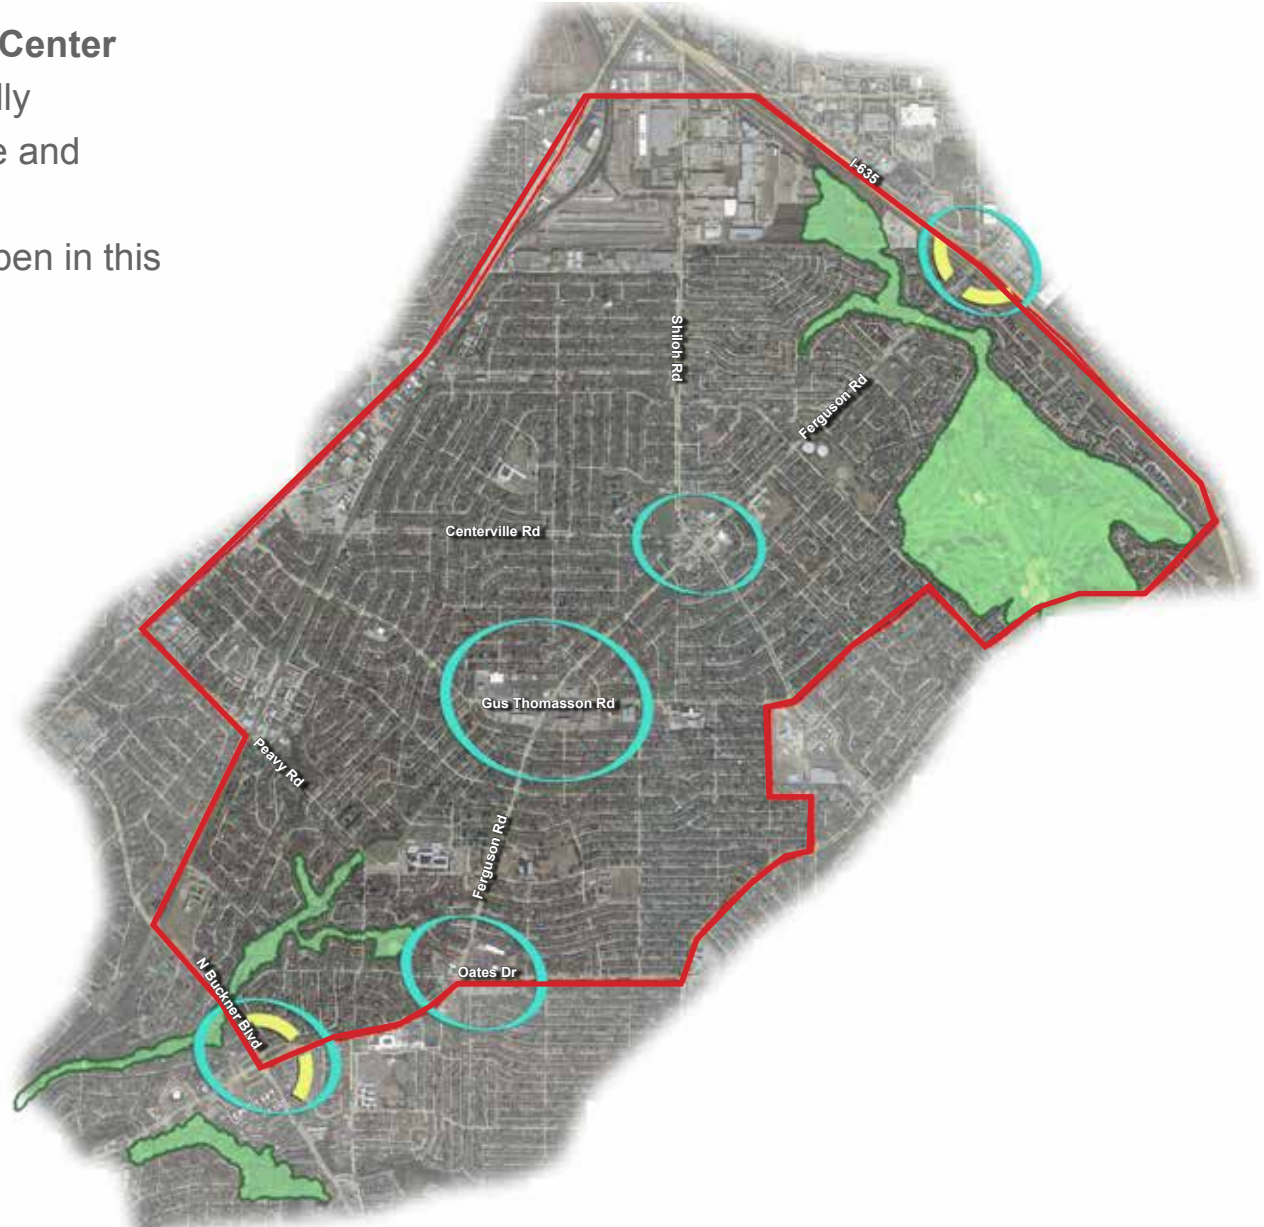 Center
lly
e and
pen in this
I-635
Shiloh Rd
Ferguson Rd
Centerville Rd
Gus Thomasson Rd
Peavy Rd
Ferguson Rd
Oates Dr
N Buckner Blvd